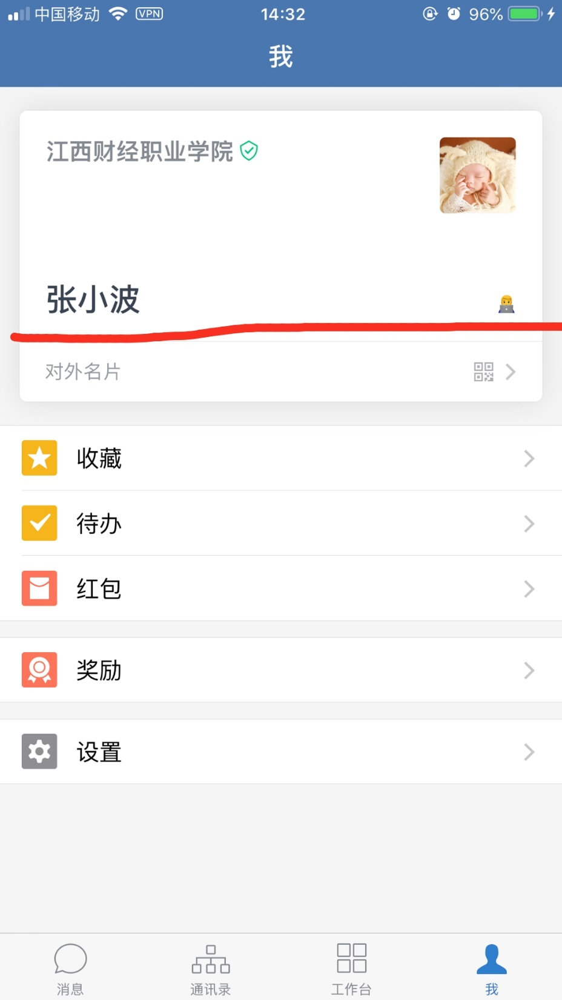 中国移动 VPN 14:32 96%
我
江西财经职业学院
张小波
对外名片
收藏
待办
红包
奖励
设置
消息 通讯录 工作台 我